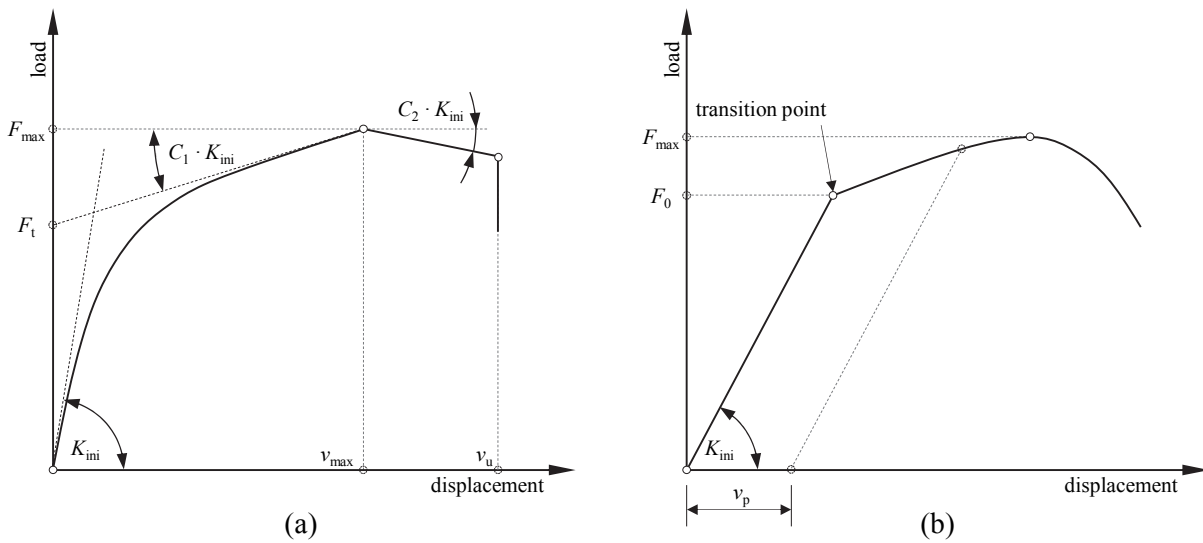 load
F_max
C_1 · K_ini
C_2 · K_ini
F_t
K_ini
v_max
v_u
displacement
(a)
load
transition point
F_max
F_0
K_ini
displacement
v_p
(b)